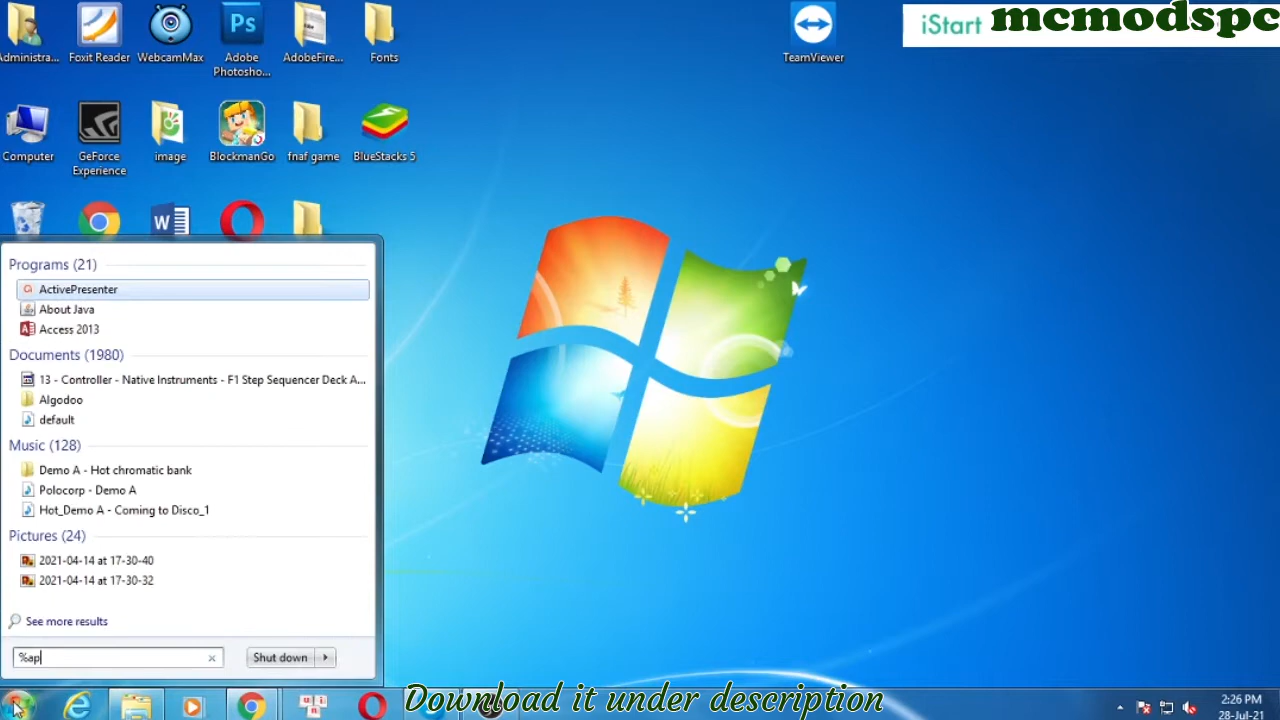 iStart mcmodspc
Administra...
Foxit Reader
WebcamMax
Ps
Adobe
Photosho...
AdobeFire...
Fonts
TeamViewer
Computer
GeForce
Experience
image
BlockmanGo
fnaf game
BlueStacks 5
W
Programs (21)
ActivePresenter
About Java
Access 2013
Documents (1980)
13 - Controller - Native Instruments - F1 Step Sequencer Deck A...
Algodoo
default
Music (128)
Demo A - Hot chromatic bank
Polocorp - Demo A
Hot_Demo A - Coming to Disco_1
Pictures (24)
2021-04-14 at 17-30-40
2021-04-14 at 17-30-32
See more results
%ap
Shut down
Download it under description
2:26 PM
28-Jul-21